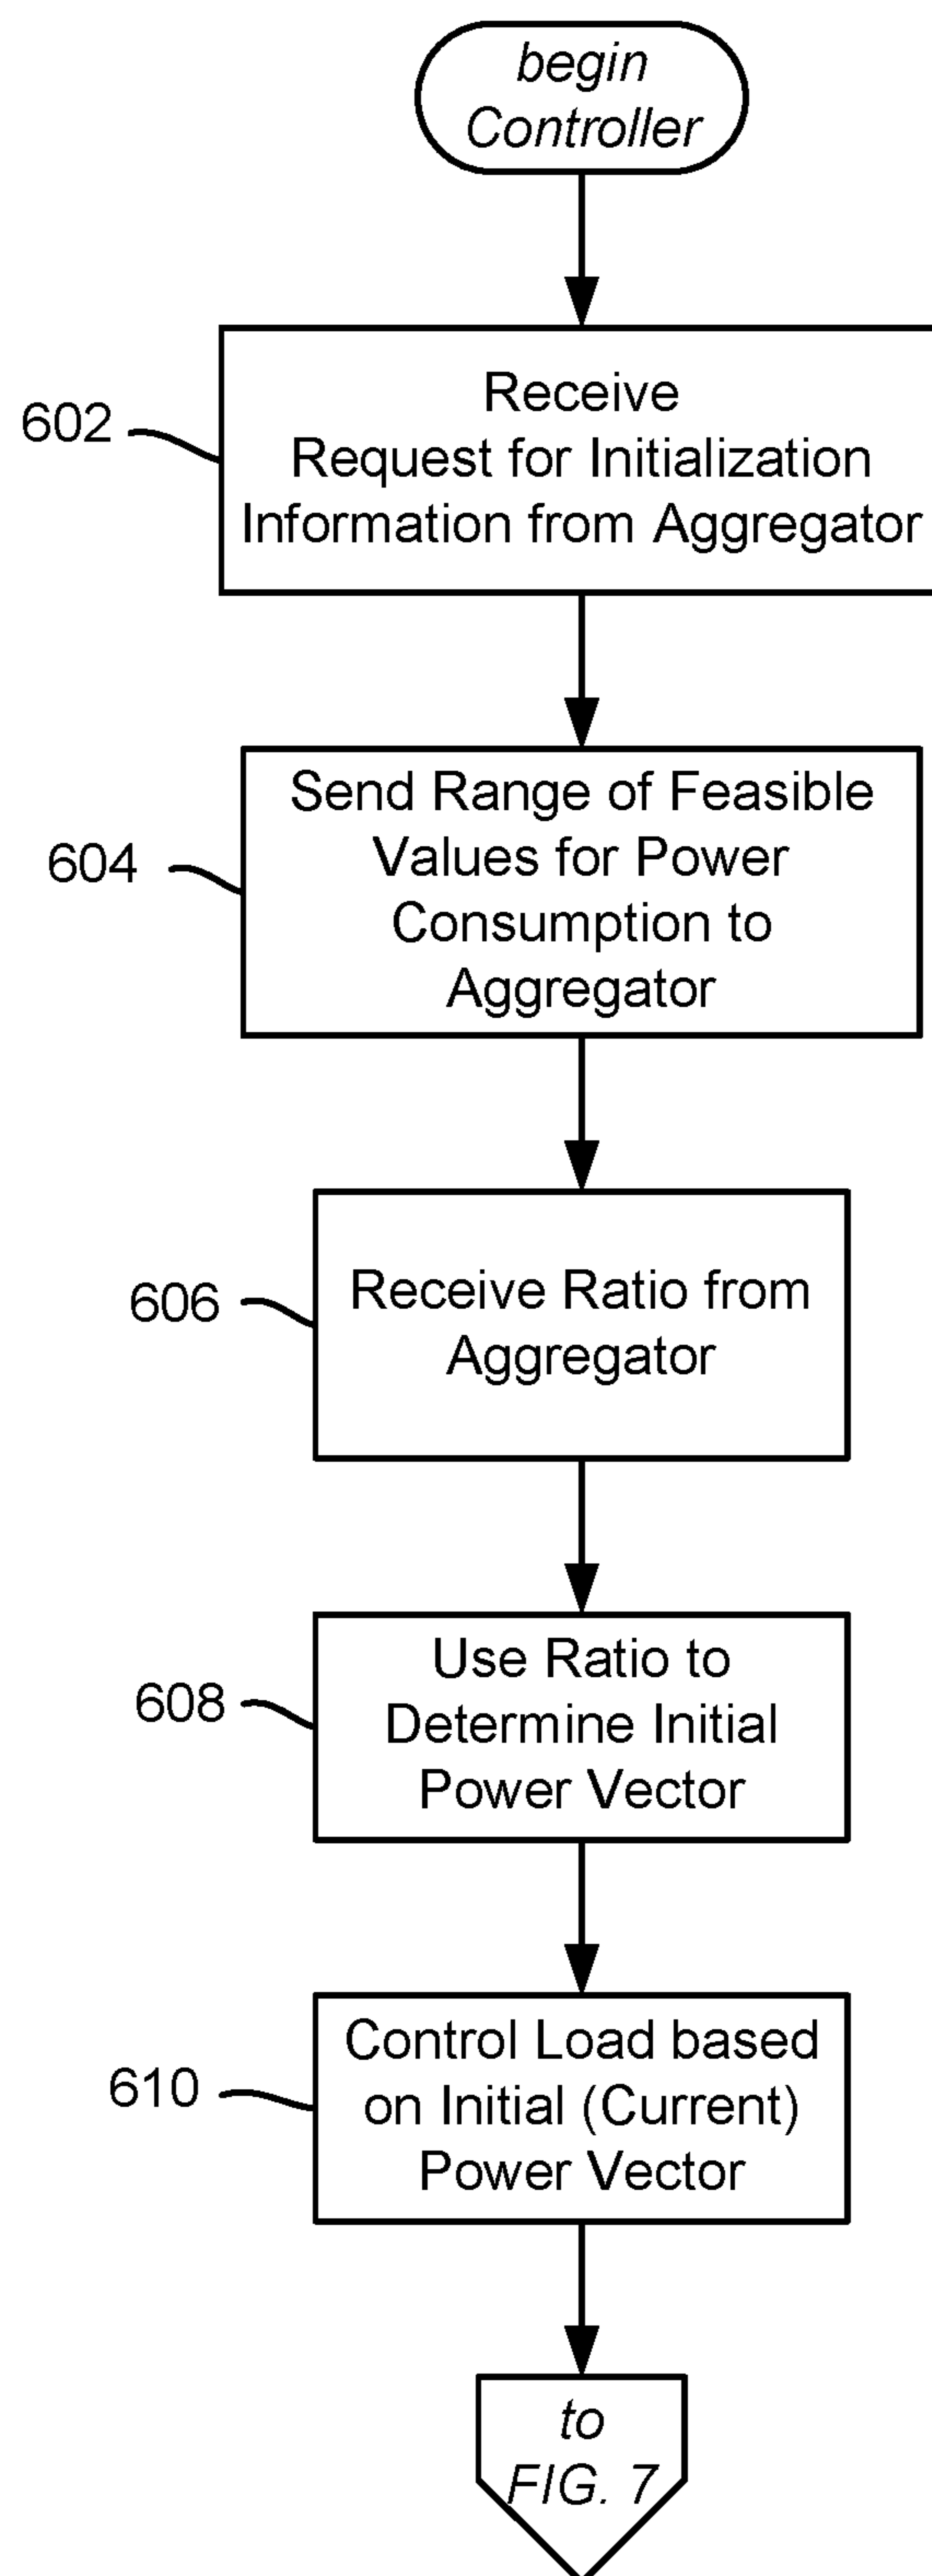 begin
Controller
602
Receive
Request for Initialization
Information from Aggregator
604
Send Range of Feasible
Values for Power
Consumption to
Aggregator
606
Receive Ratio from
Aggregator
608
Use Ratio to
Determine Initial
Power Vector
610
Control Load based
on Initial (Current)
Power Vector
to
FIG. 7